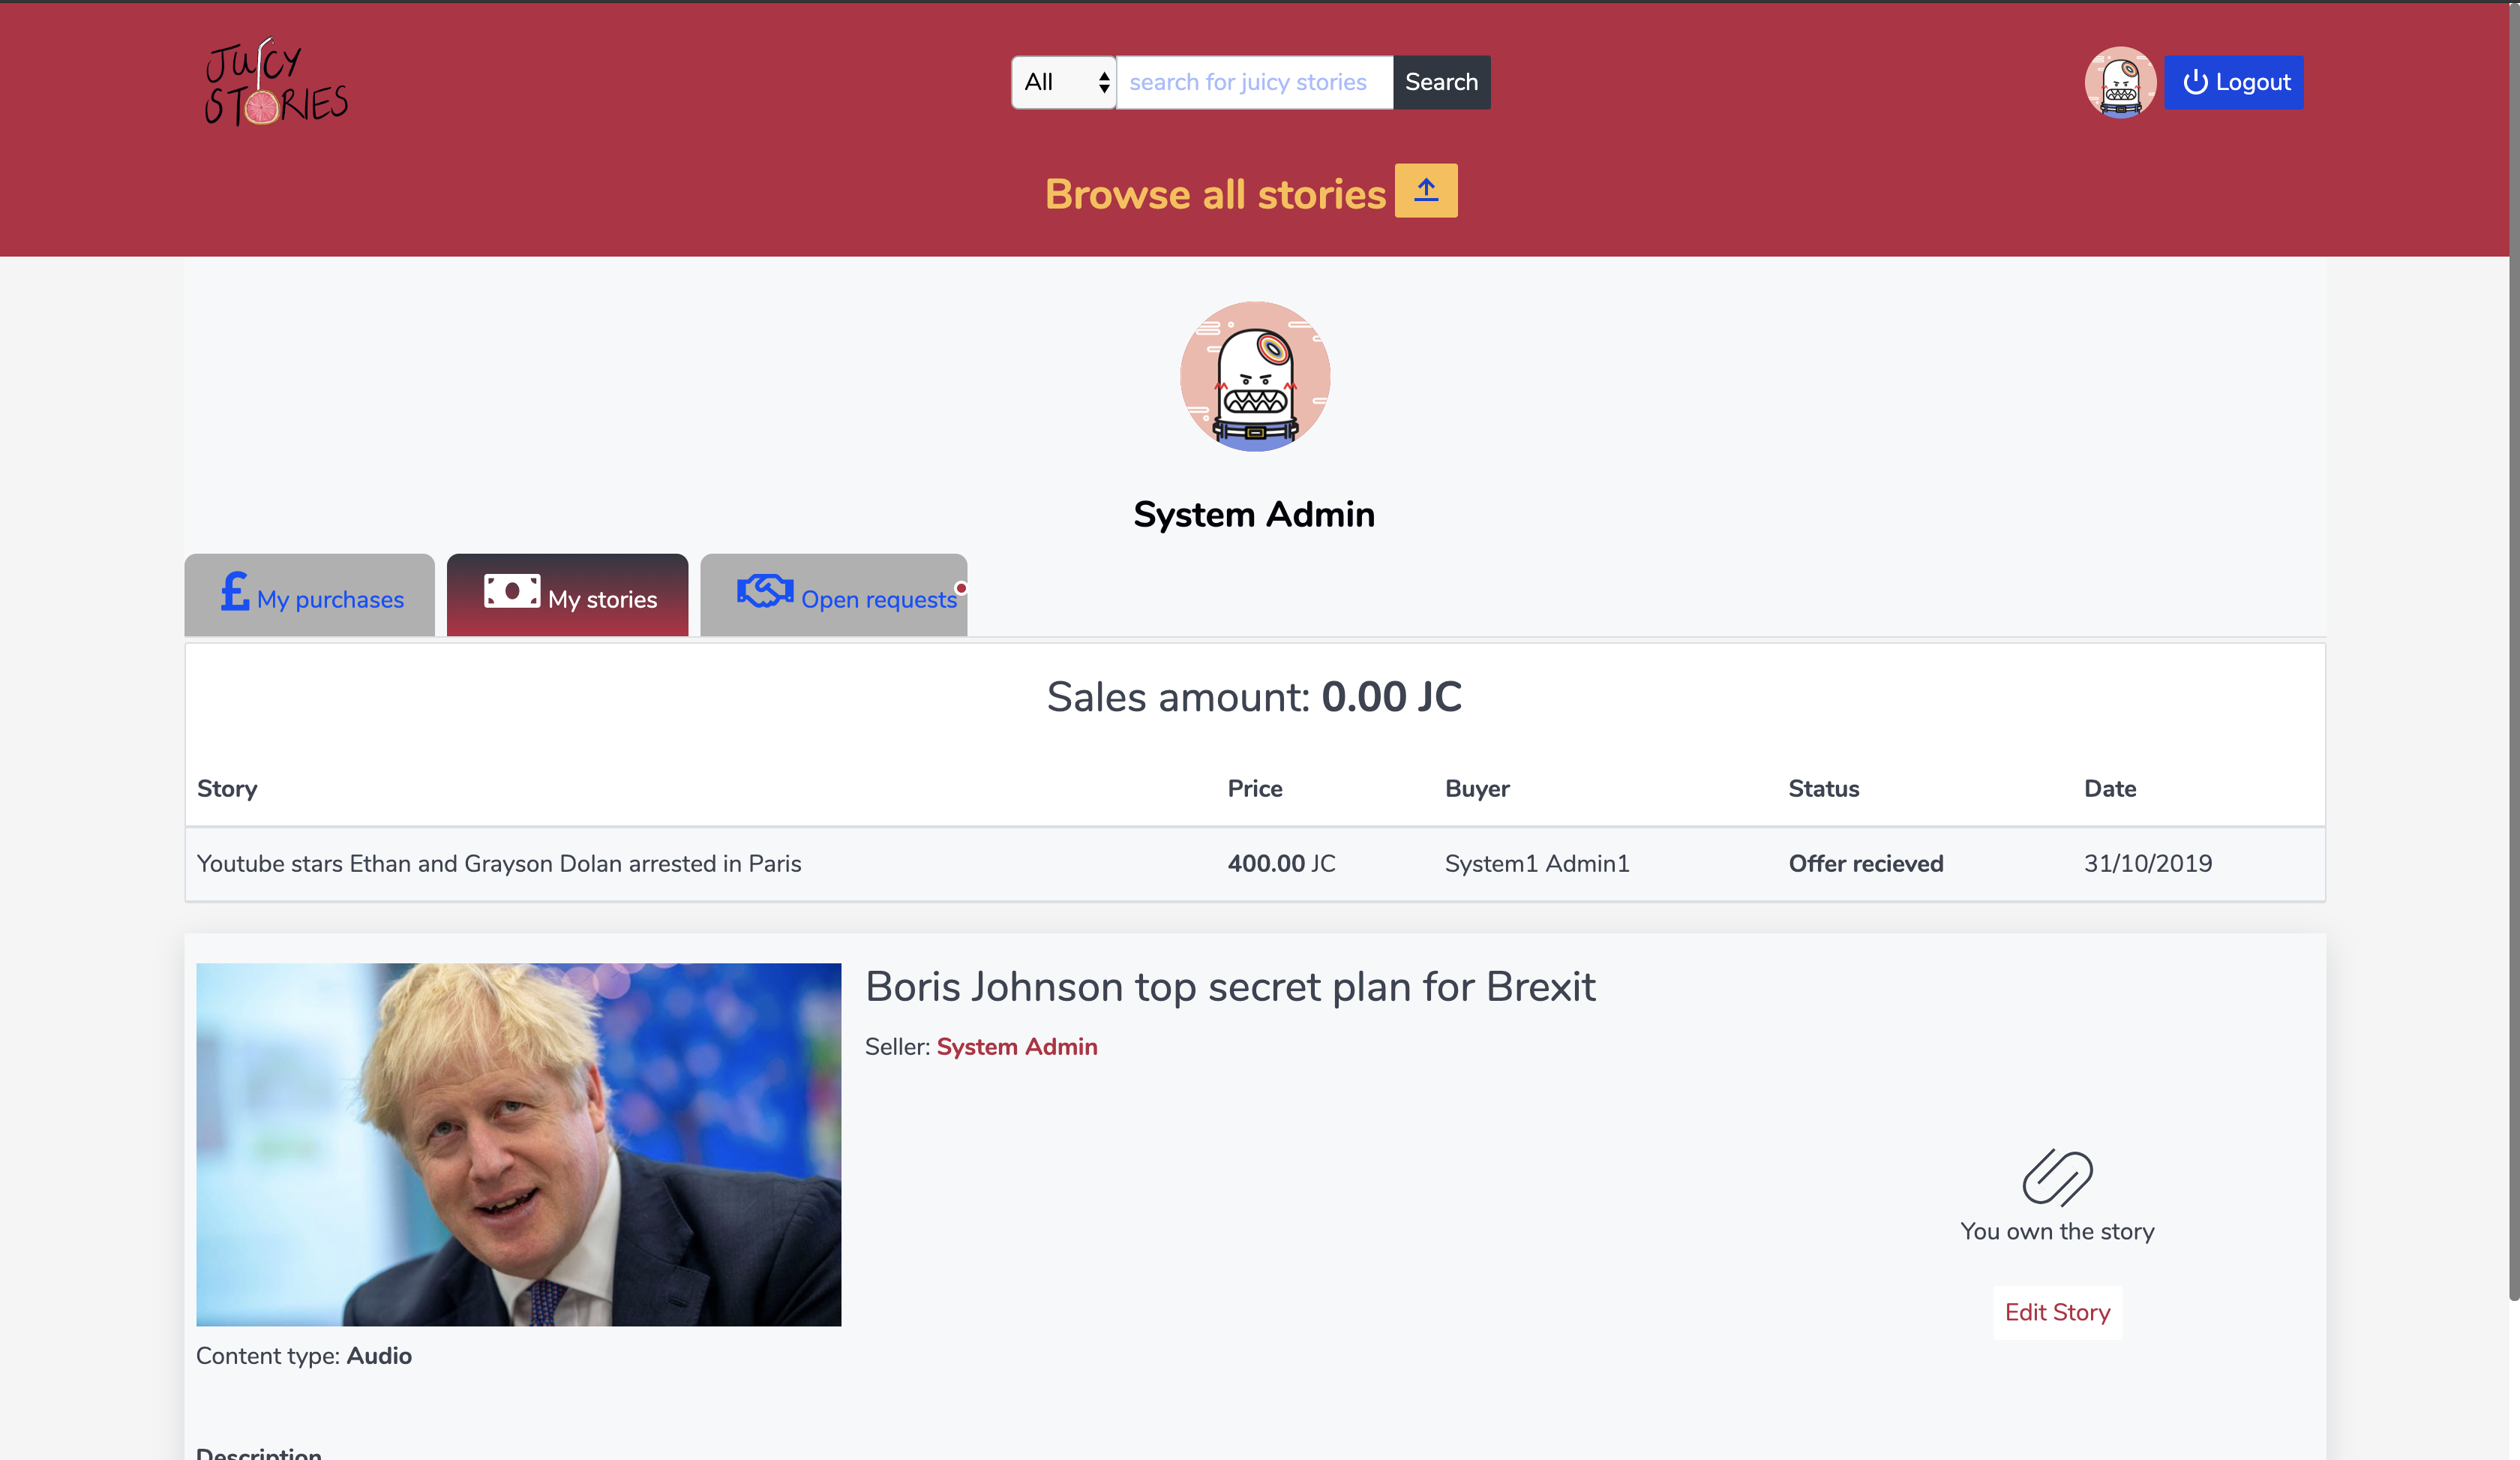 JUICY
STORIES
All
search for juicy stories
Search
Logout
Browse all stories
System Admin
£ My purchases
My stories
Open requests
Sales amount: 0.00 JC
Story Price Buyer Status Date
Youtube stars Ethan and Grayson Dolan arrested in Paris 400.00 JC System1 Admin1 Offer recieved 31/10/2019
Boris Johnson top secret plan for Brexit
Seller: System Admin
You own the story
Edit Story
Content type: Audio
Description